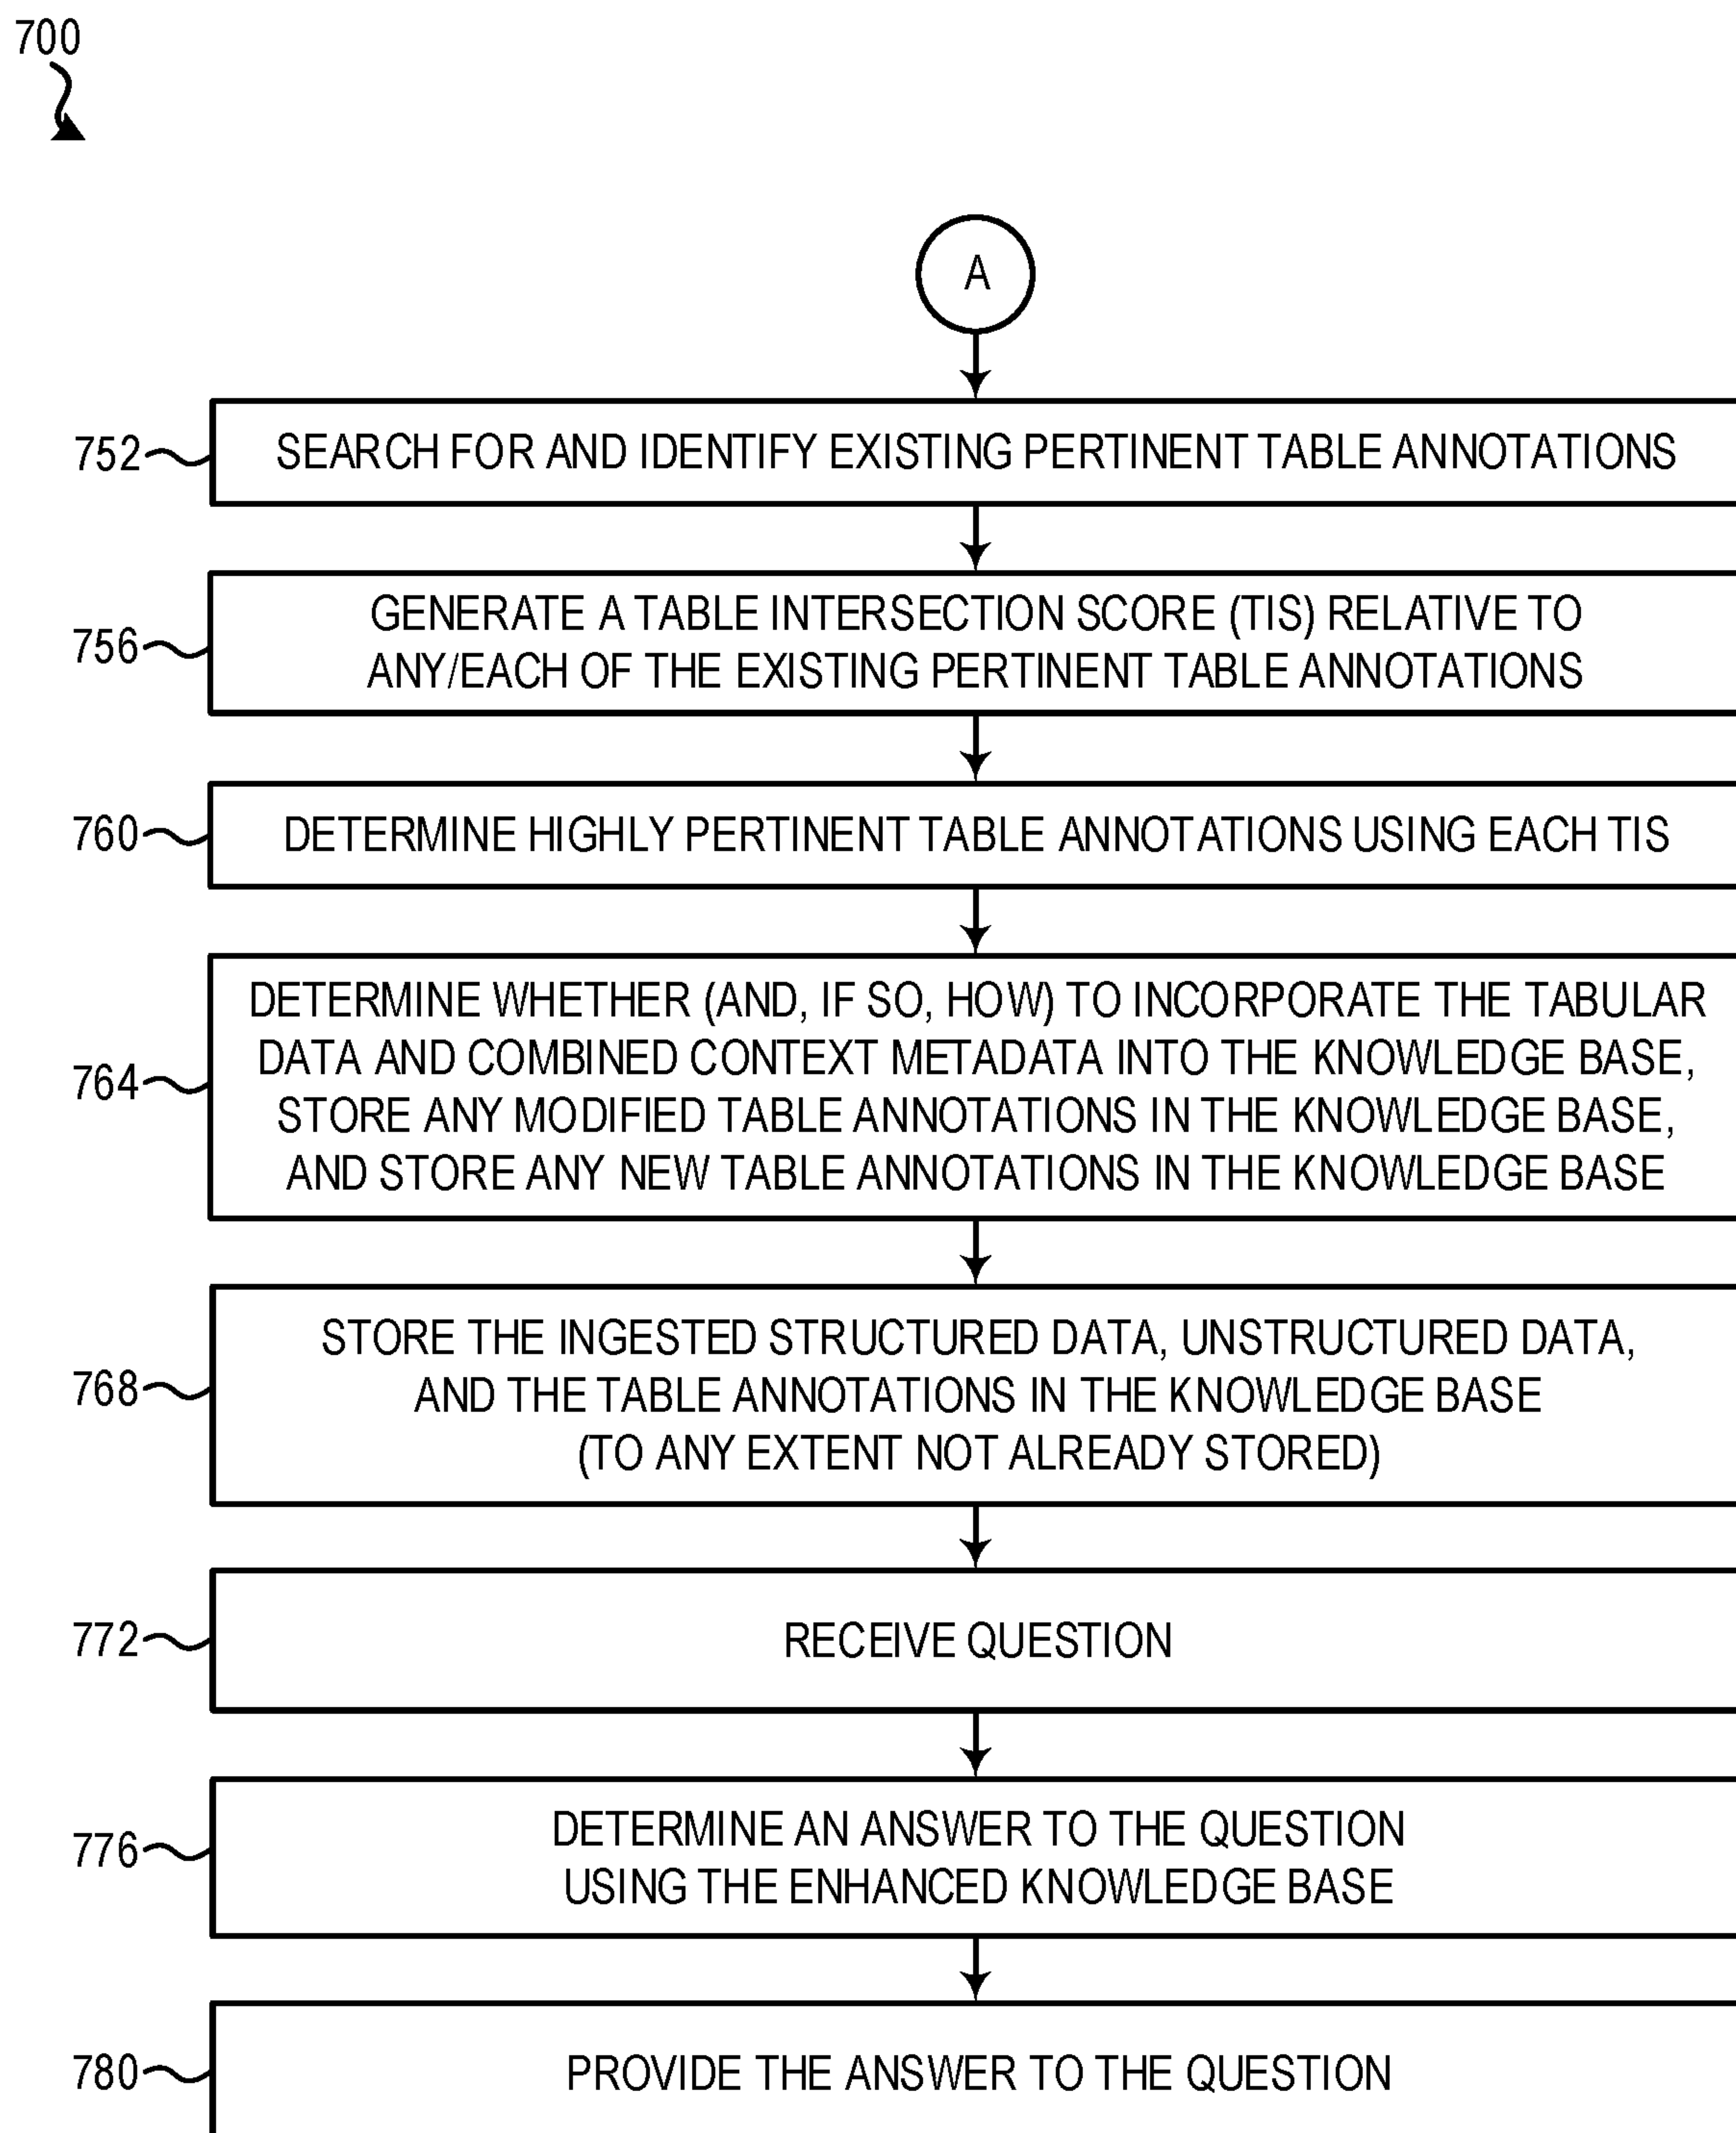 700
A
752
SEARCH FOR AND IDENTIFY EXISTING PERTINENT TABLE ANNOTATIONS
756
GENERATE A TABLE INTERSECTION SCORE (TIS) RELATIVE TO
ANY/EACH OF THE EXISTING PERTINENT TABLE ANNOTATIONS
760
DETERMINE HIGHLY PERTINENT TABLE ANNOTATIONS USING EACH TIS
764
DETERMINE WHETHER (AND, IF SO, HOW) TO INCORPORATE THE TABULAR
DATA AND COMBINED CONTEXT METADATA INTO THE KNOWLEDGE BASE,
STORE ANY MODIFIED TABLE ANNOTATIONS IN THE KNOWLEDGE BASE,
AND STORE ANY NEW TABLE ANNOTATIONS IN THE KNOWLEDGE BASE
768
STORE THE INGESTED STRUCTURED DATA, UNSTRUCTURED DATA,
AND THE TABLE ANNOTATIONS IN THE KNOWLEDGE BASE
(TO ANY EXTENT NOT ALREADY STORED)
772
RECEIVE QUESTION
776
DETERMINE AN ANSWER TO THE QUESTION
USING THE ENHANCED KNOWLEDGE BASE
780
PROVIDE THE ANSWER TO THE QUESTION